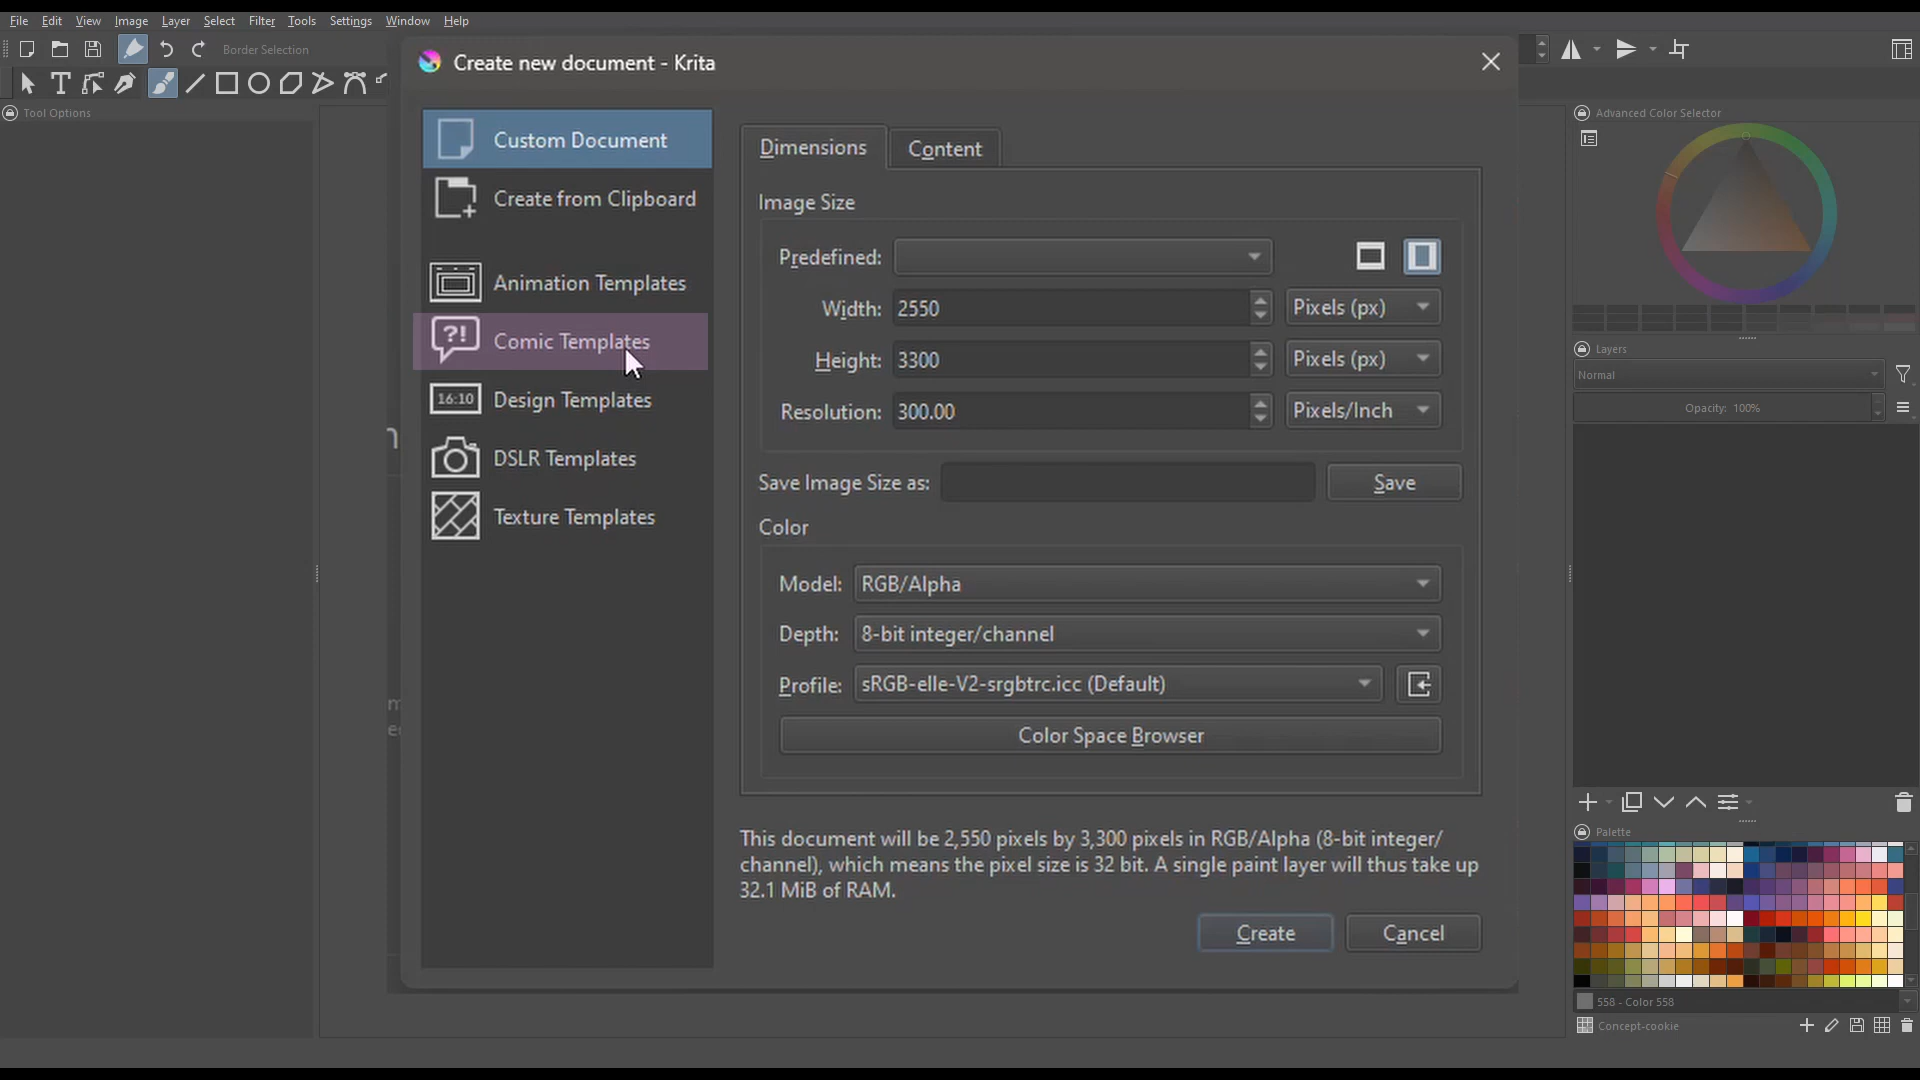 File Edit View Image Layer Select Filter Tools Settings Window Help
Border Selection
Tool Options
Create new document - Krita
Custom Document
Create from Clipboard
Animation Templates
?! Comic Templates
16:10 Design Templates
DSLR Templates
Texture Templates
Dimensions Content
Image Size
Predefined:
Width: 2550 Pixels (px)
Height: 3300 Pixels (px)
Resolution: 300.00 Pixels/Inch
Save Image Size as: Save
Color
Model: RGB/Alpha
Depth: 8-bit integer/channel
Profile: sRGB-elle-V2-srgbtrc.icc (Default)
Color Space Browser
This document will be 2,550 pixels by 3,300 pixels in RGB/Alpha (8-bit integer/
channel), which means the pixel size is 32 bit. A single paint layer will thus take up
32.1 MiB of RAM.
Create Cancel
Advanced Color Selector
Layers
Normal
Opacity: 100%
Palette
558 - Color 558
Concept-cookie